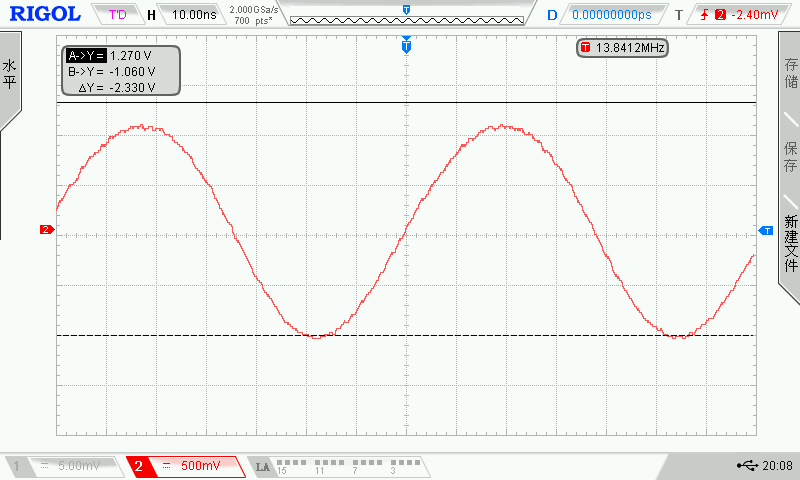 RIGOL T'D H 10.00ns 2.000GSa/s 700 pts* T D 0.00000000ps T 2 -2.40mV
水平
A->Y= 1.270 V
B->Y= -1.060 V
ΔY= -2.330 V
T
T 13.8412MHz
2
T
存储
保存
新建文件
1 5.00mV 2 500mV LA 15 11 7 3 20:08